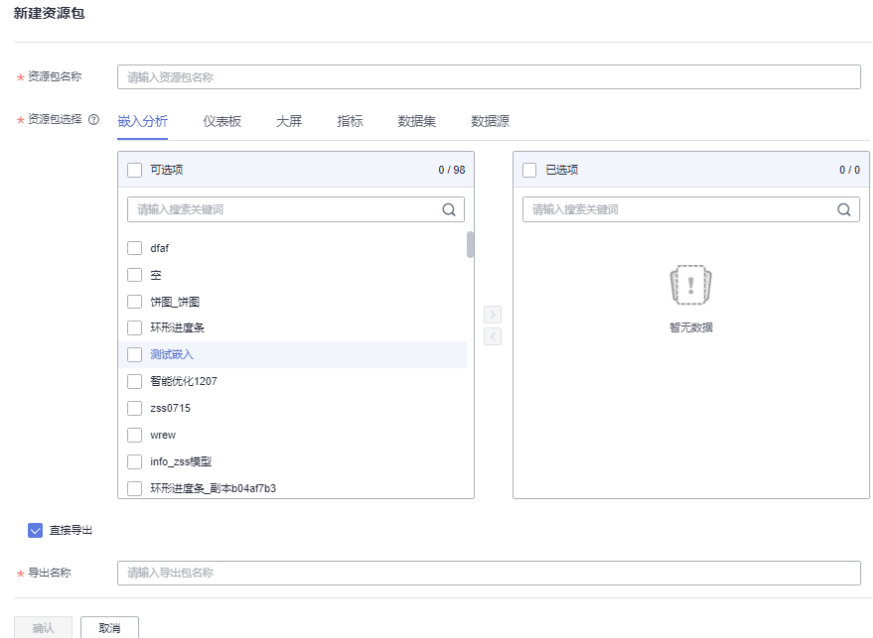 新建资源包
* 资源包名称 请输入资源包名称
* 资源包选择 嵌入分析 仪表板 大屏 指标 数据集 数据源
可选项 0 / 98 已选项 0 / 0
请输入搜索关键词 请输入搜索关键词
dfaf
空
饼图_饼图
环形进度条
测试嵌入
智能优化1207
zss0715
wrew
info_zss模型
环形进度条_副本b04af7b3
暂无数据
直接导出
* 导出名称 请输入导出包名称
确认 取消